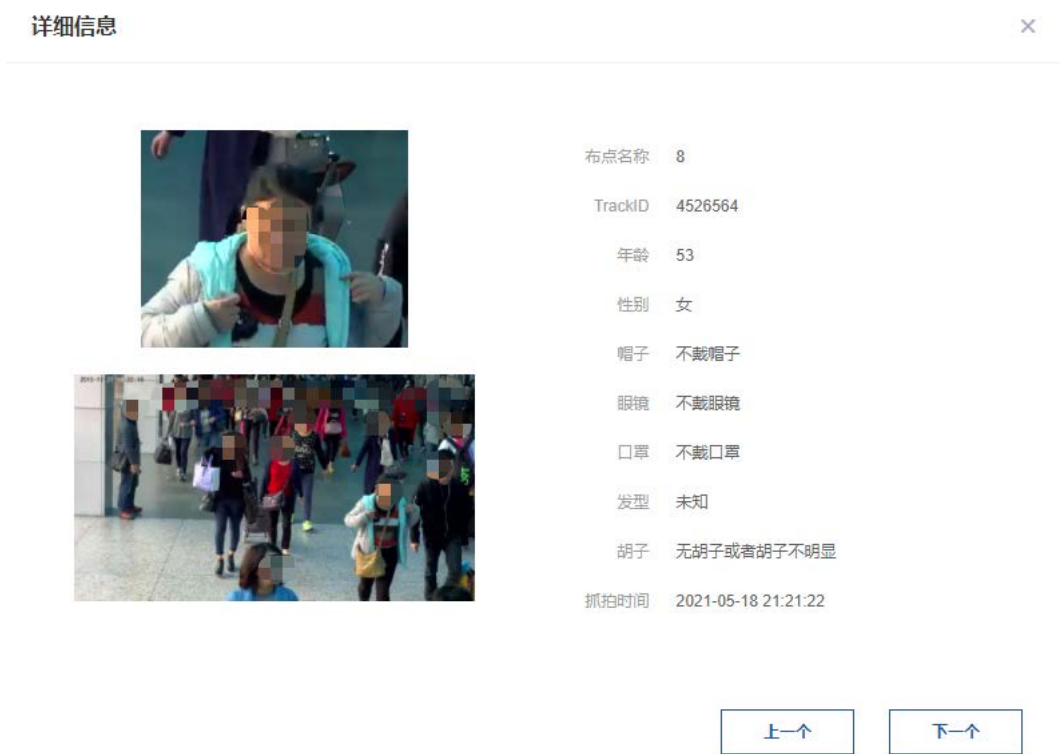 详细信息
布点名称 8
TrackID 4526564
年龄 53
性别 女
帽子 不戴帽子
眼镜 不戴眼镜
口罩 不戴口罩
发型 未知
胡子 无胡子或者胡子不明显
抓拍时间 2021-05-18 21:21:22
上一个 下一个